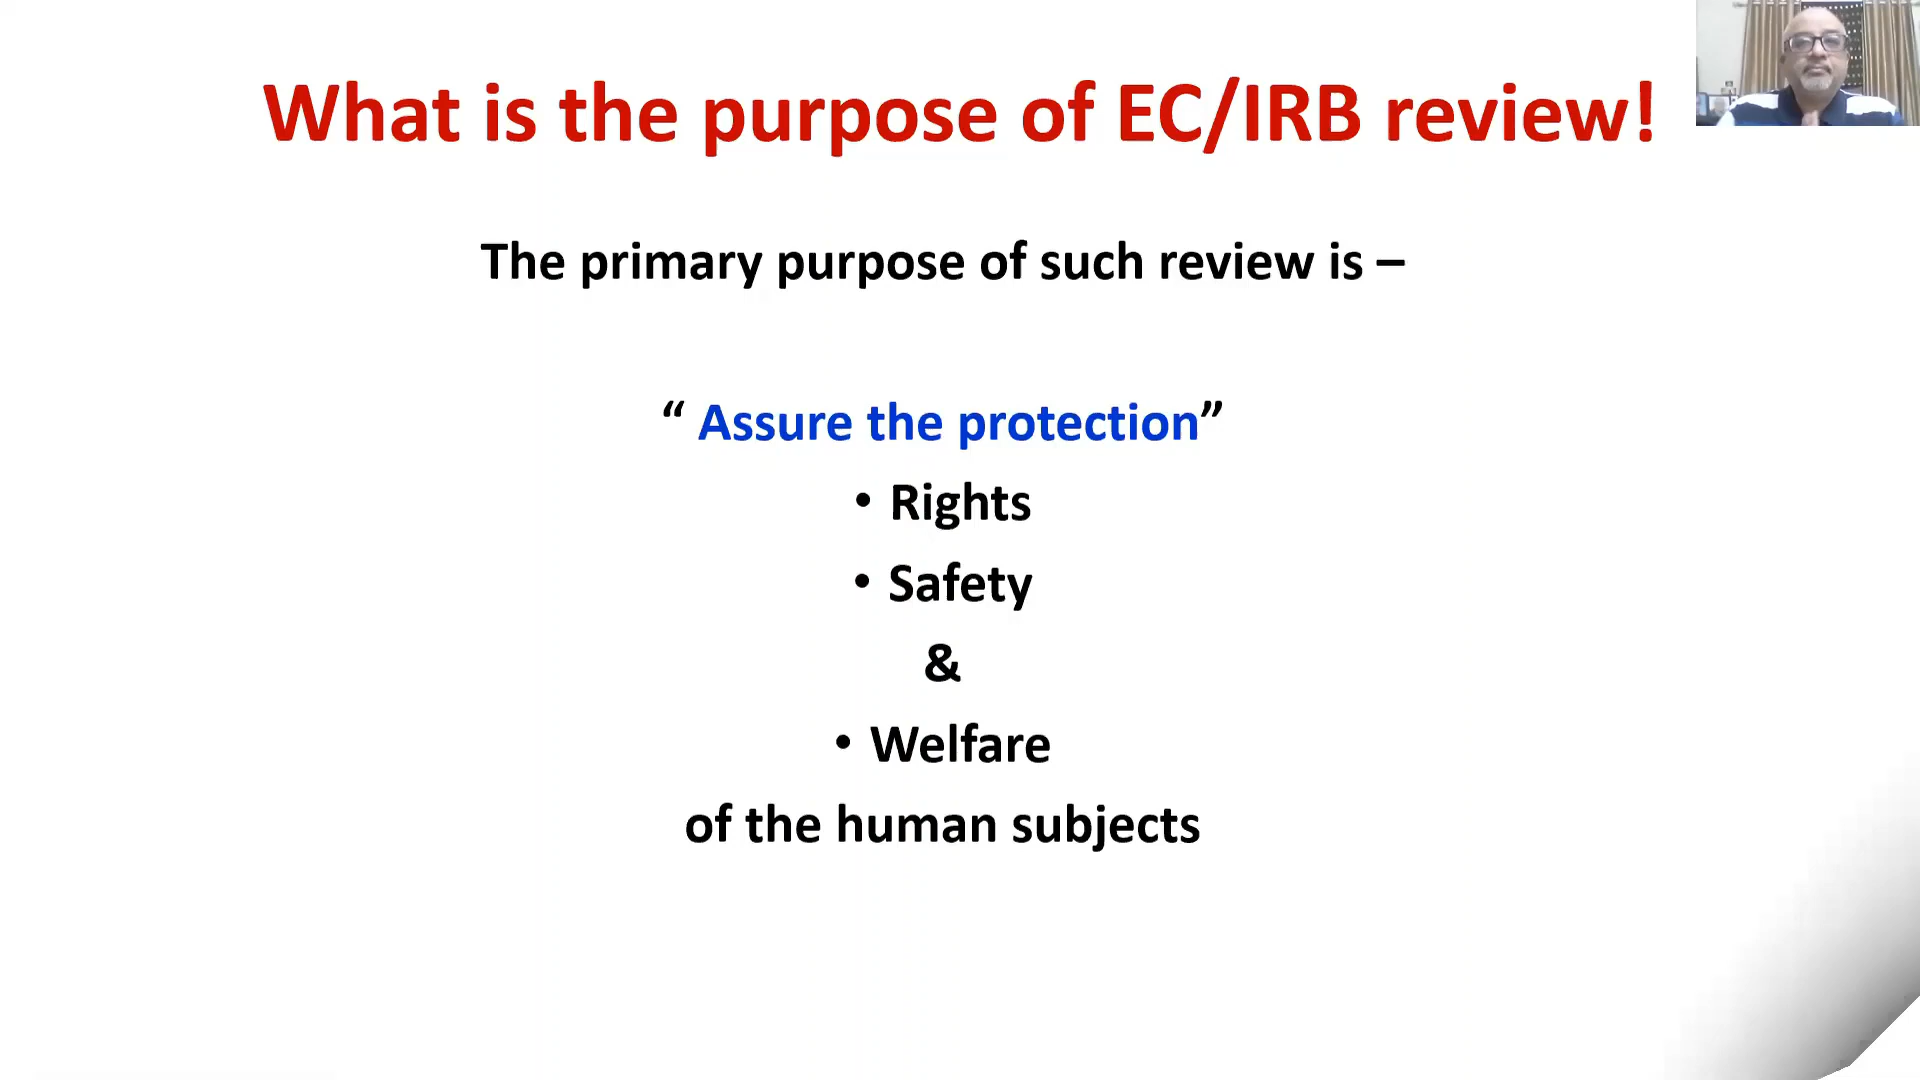 What is the purpose of EC/IRB review!
The primary purpose of such review is –
“ Assure the protection”
• Rights
• Safety
&
• Welfare
of the human subjects